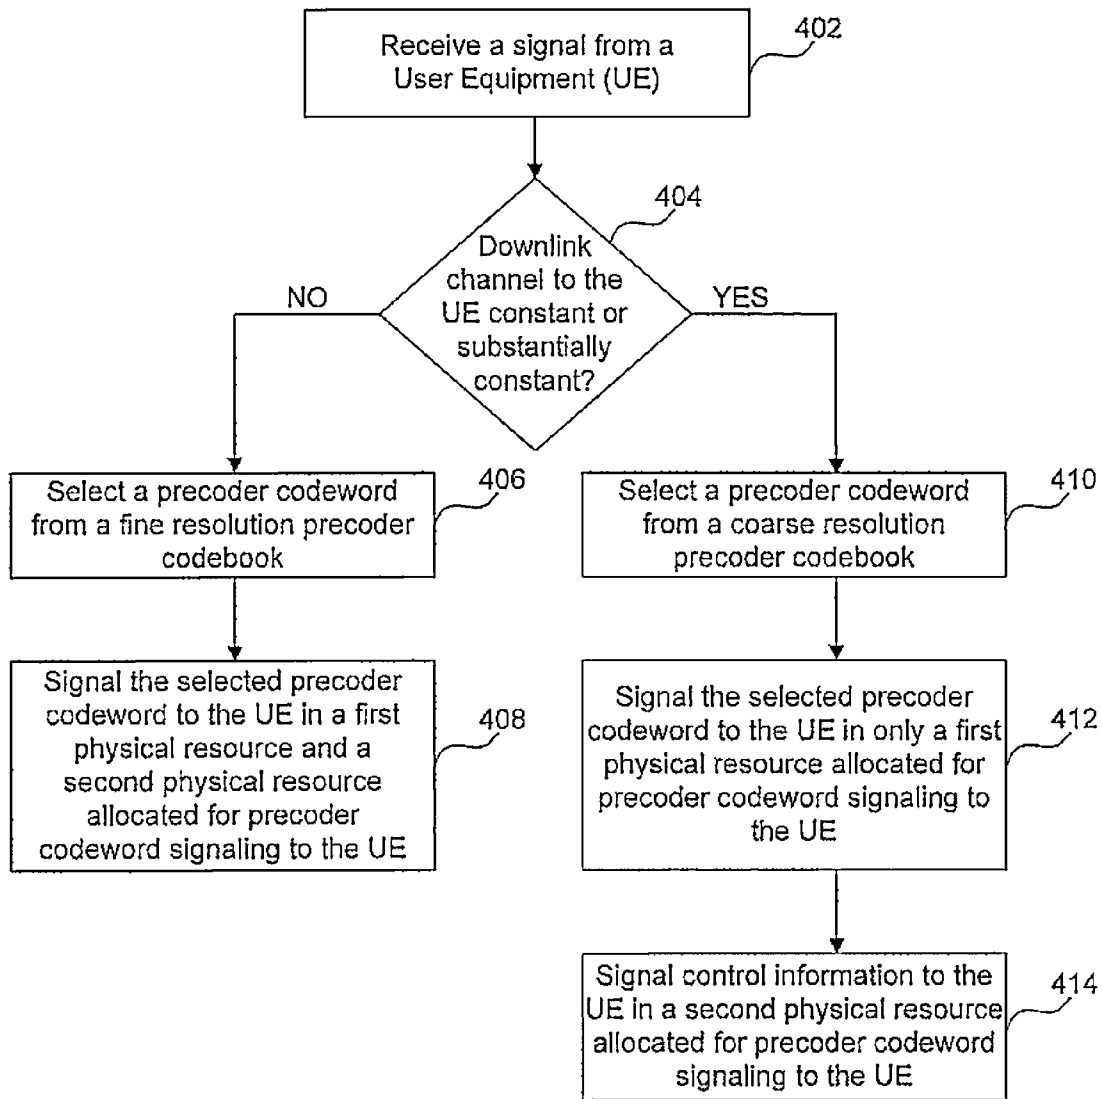 Receive a signal from a
User Equipment (UE)
402
404
Downlink
channel to the
UE constant or
substantially
constant?
NO
YES
Select a precoder codeword
from a fine resolution precoder
codebook
406
Select a precoder codeword
from a coarse resolution
precoder codebook
410
Signal the selected precoder
codeword to the UE in a first
physical resource and a
second physical resource
allocated for precoder
codeword signaling to the UE
408
Signal the selected precoder
codeword to the UE in only a first
physical resource allocated for
precoder codeword signaling to
the UE
412
Signal control information to the
UE in a second physical resource
allocated for precoder codeword
signaling to the UE
414